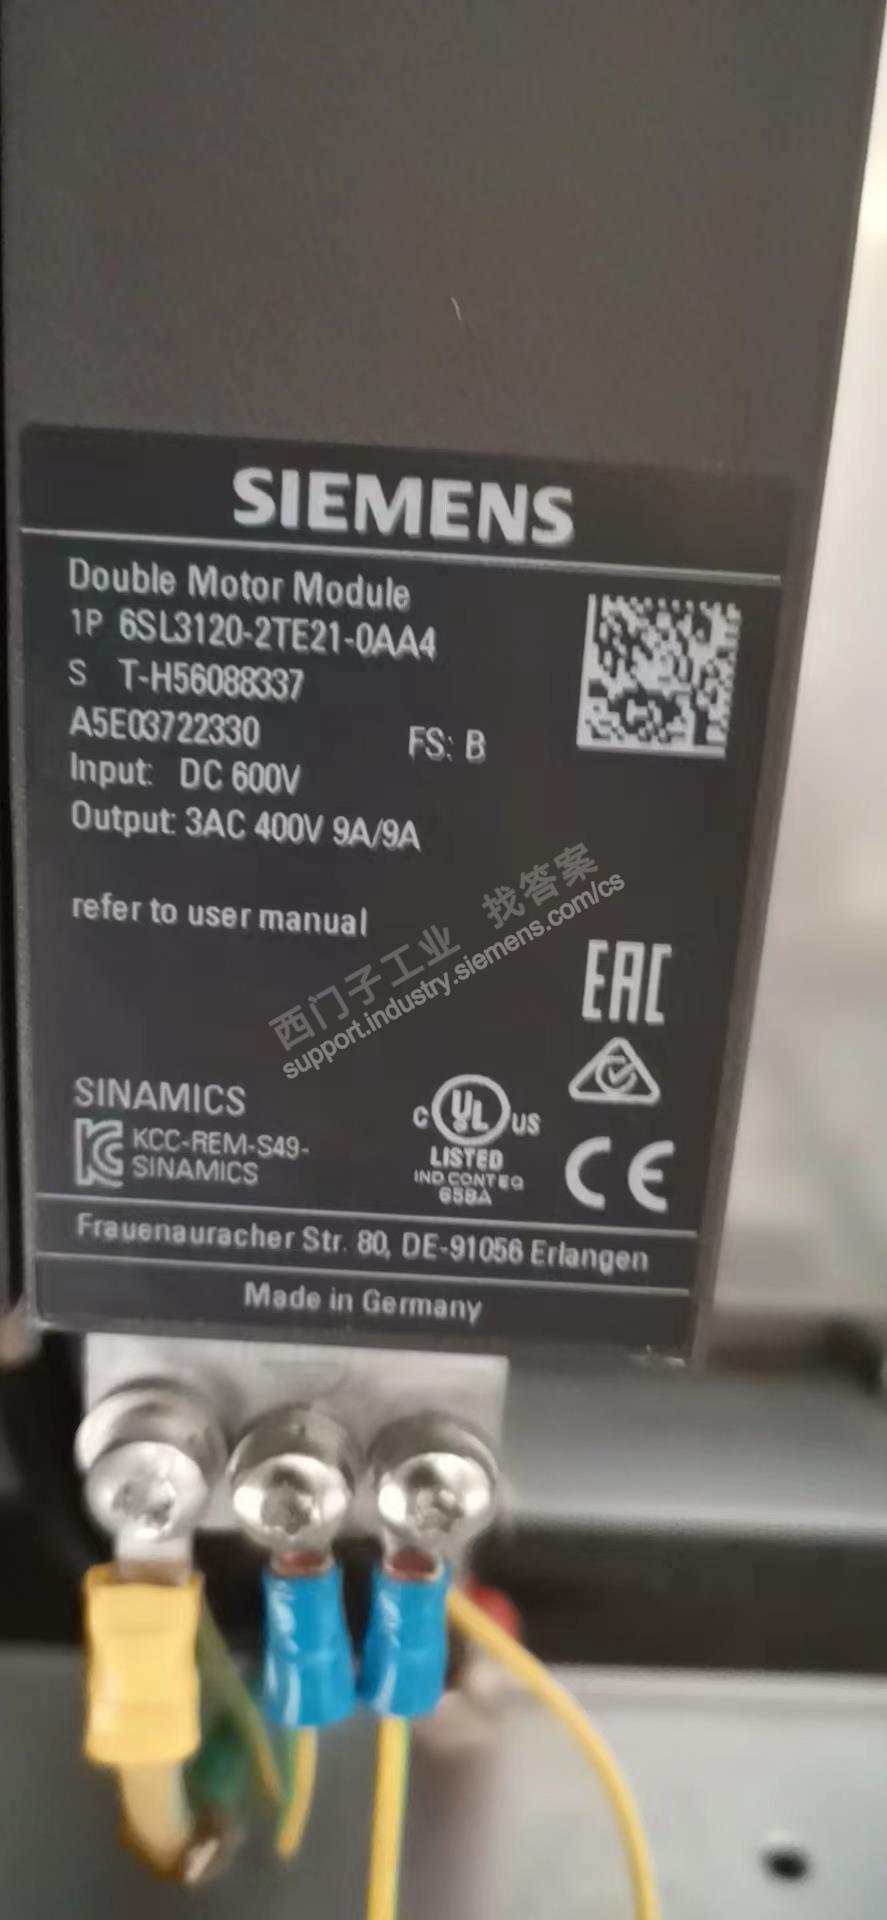 SIEMENS
Double Motor Module
1P 6SL3120-2TE21-0AA4
S T-H56088337
A5E03722330 FS: B
Input: DC 600V
Output: 3AC 400V 9A/9A
refer to user manual
西门子工业 找答案
support.industry.siemens.com/cs
EAC
SINAMICS
KCC-REM-S49-
SINAMICS
C UL US
LISTED
IND CONT EQ
658A
CE
Frauenauracher Str. 80, DE-91056 Erlangen
Made in Germany